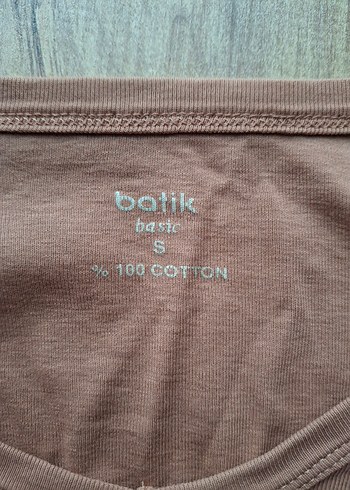 batik
basic
S
% 100 COTTON